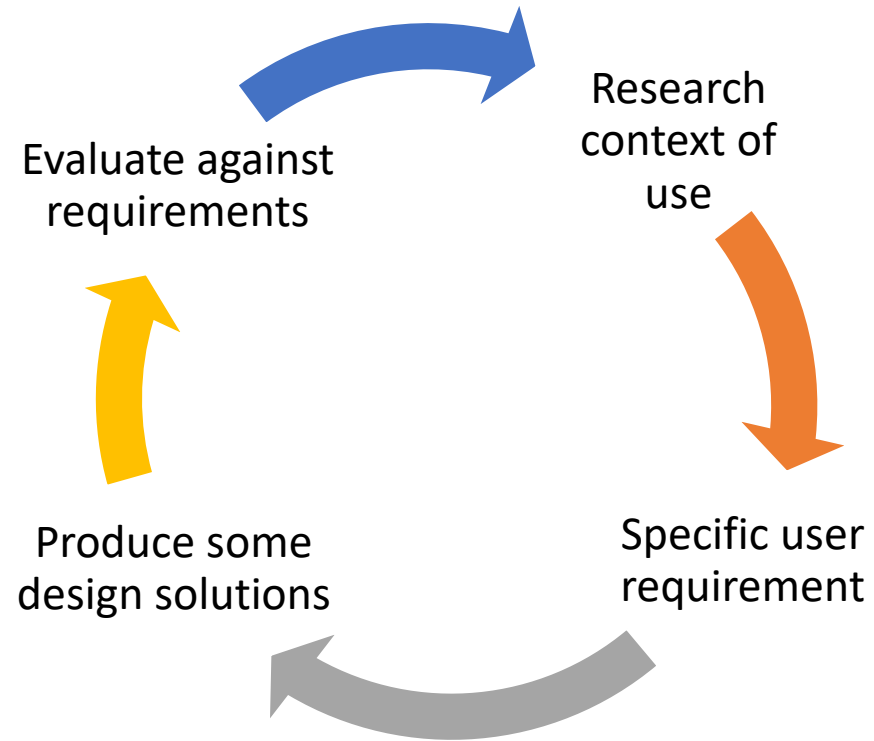 Research
context of
use
Specific user
requirement
Produce some
design solutions
Evaluate against
requirements